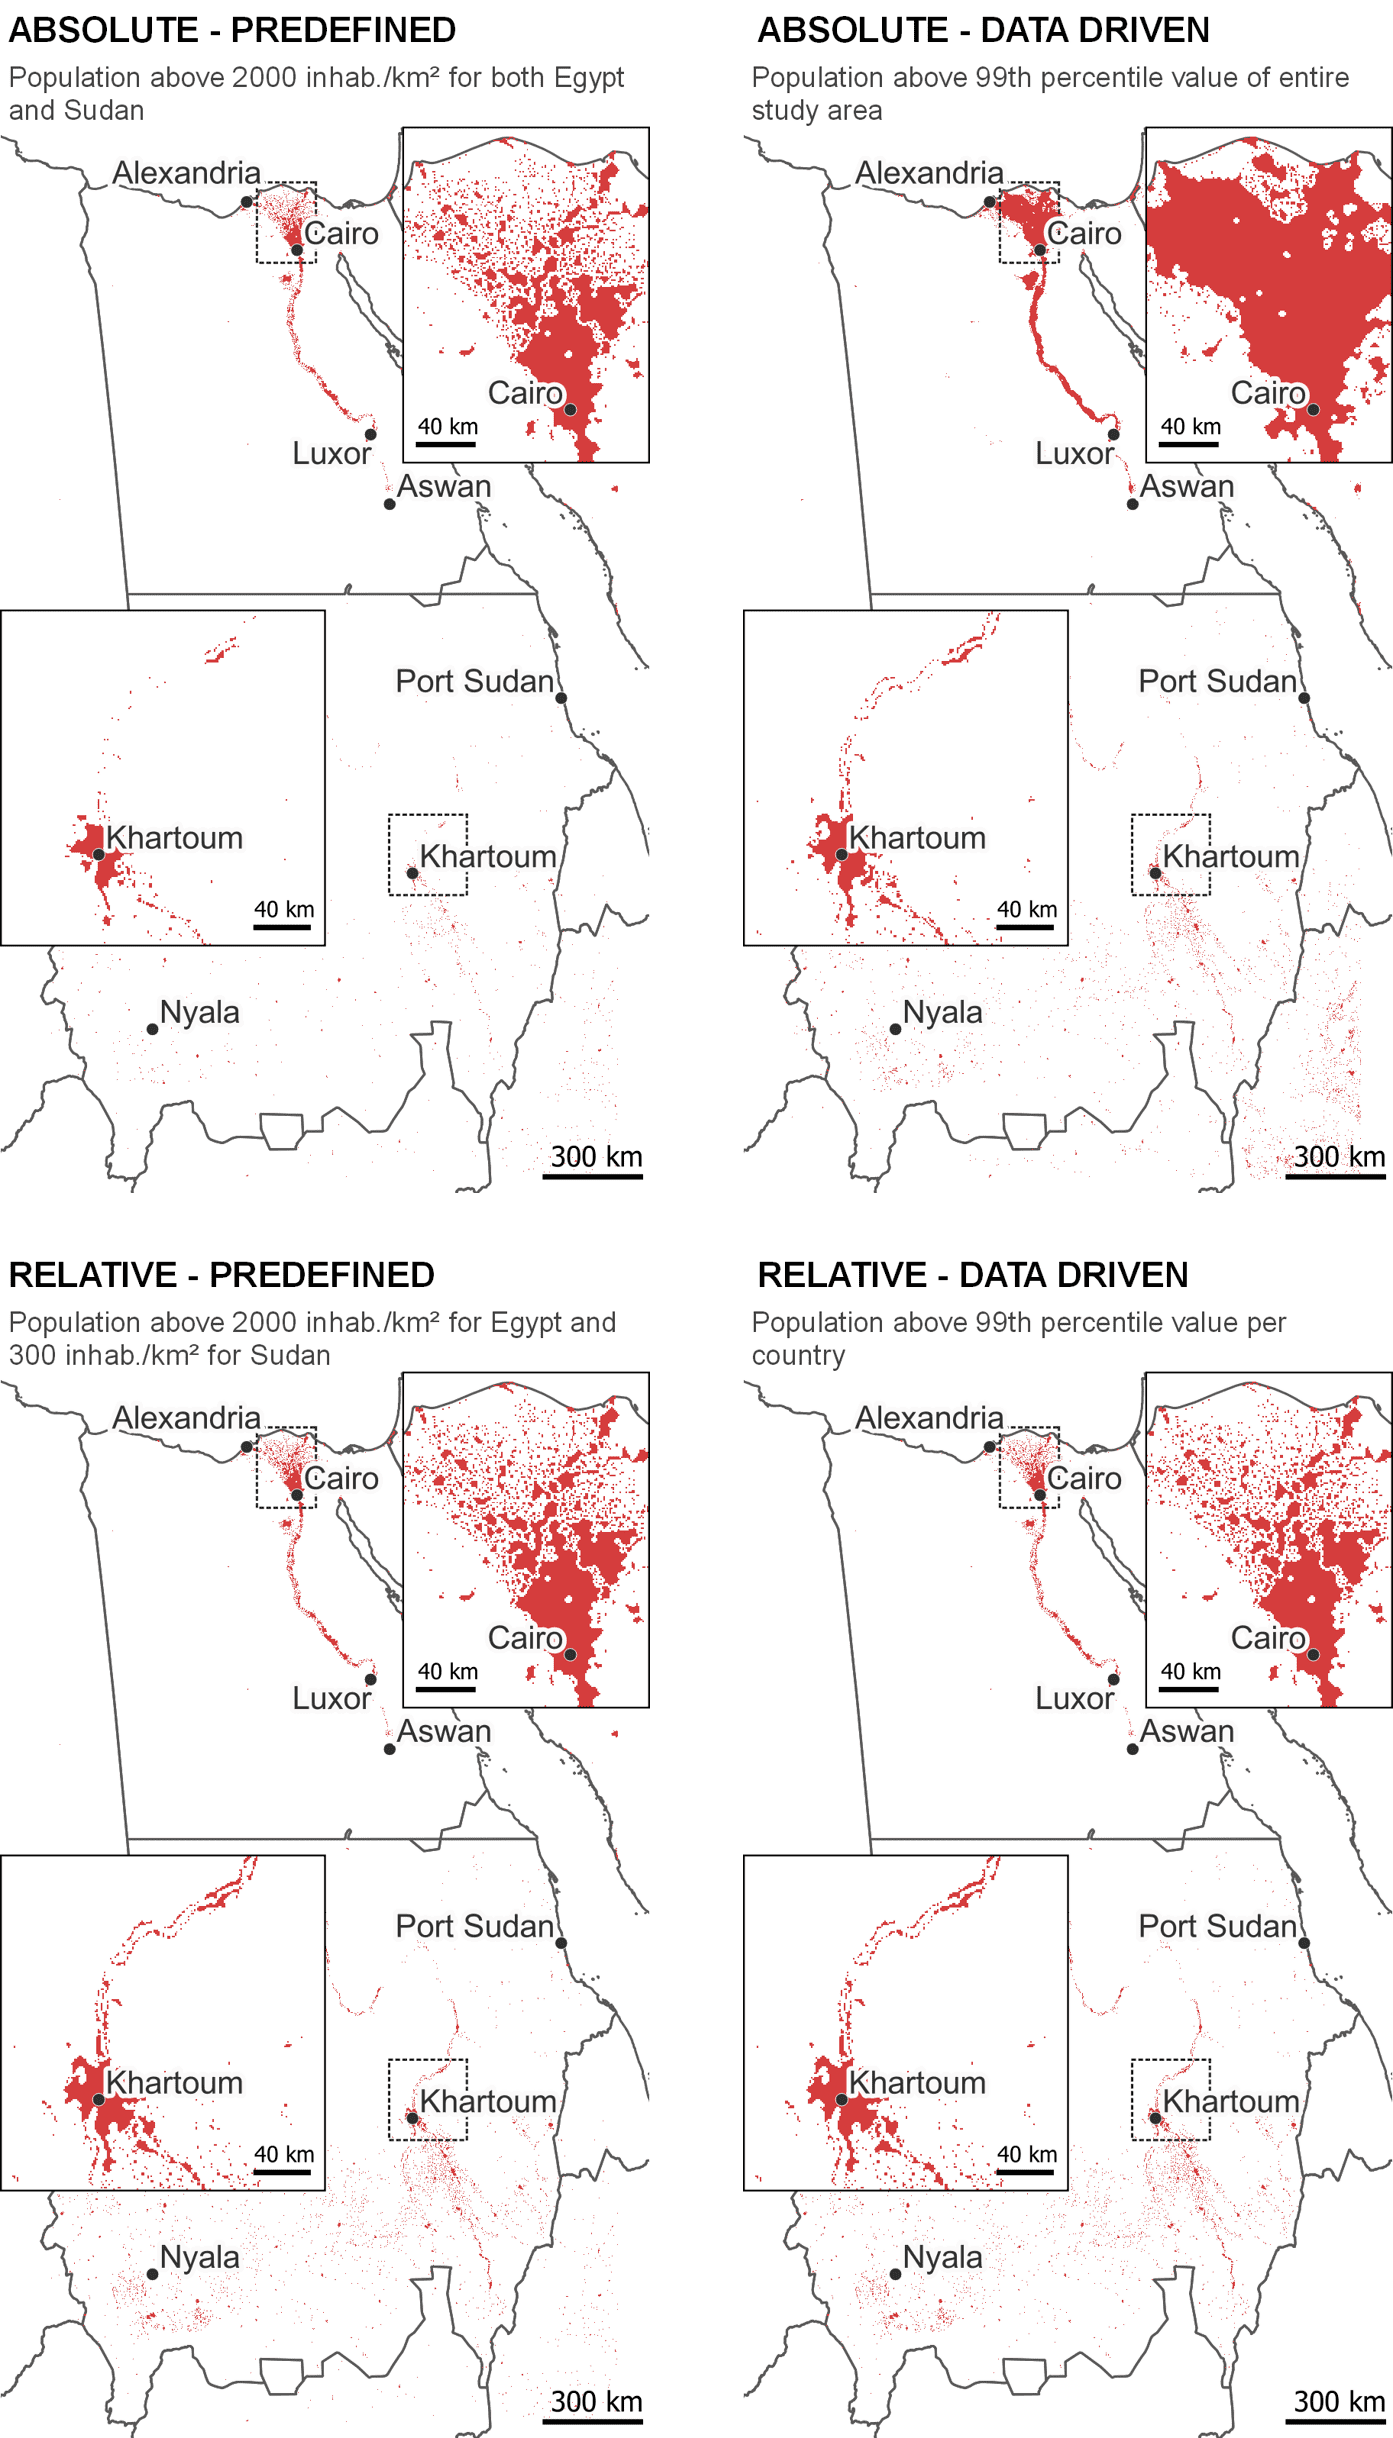 ABSOLUTE - PREDEFINED
Population above 2000 inhab./km² for both Egypt
and Sudan
Alexandria
Cairo
Cairo
40 km
Luxor
Aswan
Port Sudan
Khartoum
40 km
Khartoum
Nyala
300 km
ABSOLUTE - DATA DRIVEN
Population above 99th percentile value of entire
study area
Alexandria
Cairo
Cairo
40 km
Luxor
Aswan
Port Sudan
Khartoum
40 km
Khartoum
Nyala
300 km
RELATIVE - PREDEFINED
Population above 2000 inhab./km² for Egypt and
300 inhab./km² for Sudan
Alexandria
Cairo
Cairo
40 km
Luxor
Aswan
Port Sudan
Khartoum
40 km
Khartoum
Nyala
300 km
RELATIVE - DATA DRIVEN
Population above 99th percentile value per
country
Alexandria
Cairo
Cairo
40 km
Luxor
Aswan
Port Sudan
Khartoum
40 km
Khartoum
Nyala
300 km